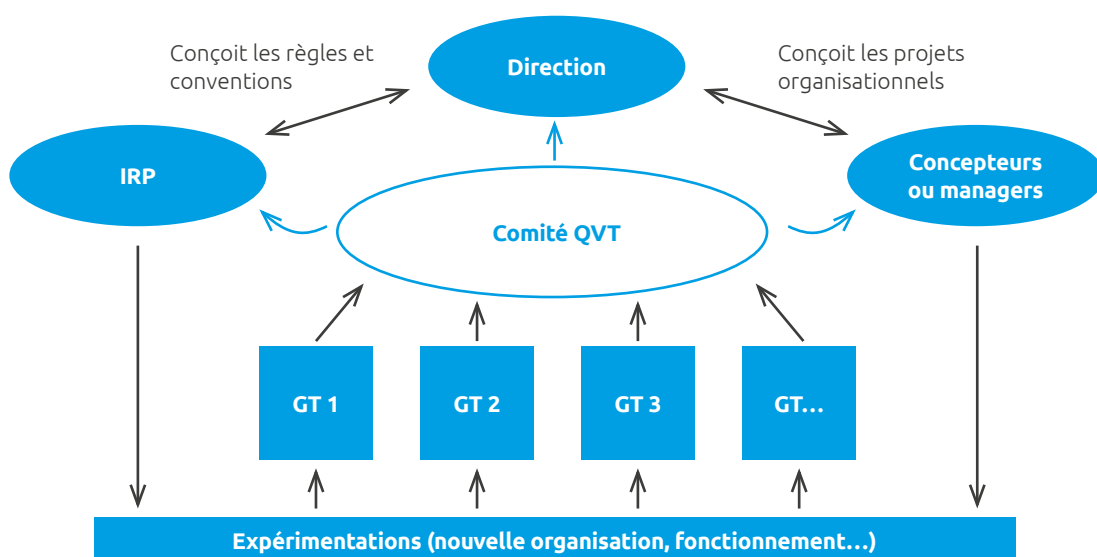 Conçoit les règles et
conventions
Direction
Conçoit les projets
organisationnels
IRP
Concepteurs
ou managers
Comité QVT
GT 1
GT 2
GT 3
GT...
Expérimentations (nouvelle organisation, fonctionnement...)